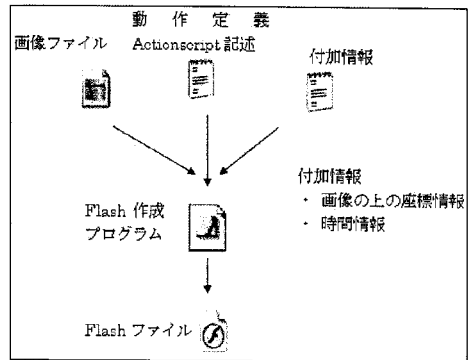 動作定義
画像ファイル
Actionscript 記述
付加情報
付加情報
・ 画像の上の座標情報
・ 時間情報
Flash 作成
プログラム
Flash ファイル